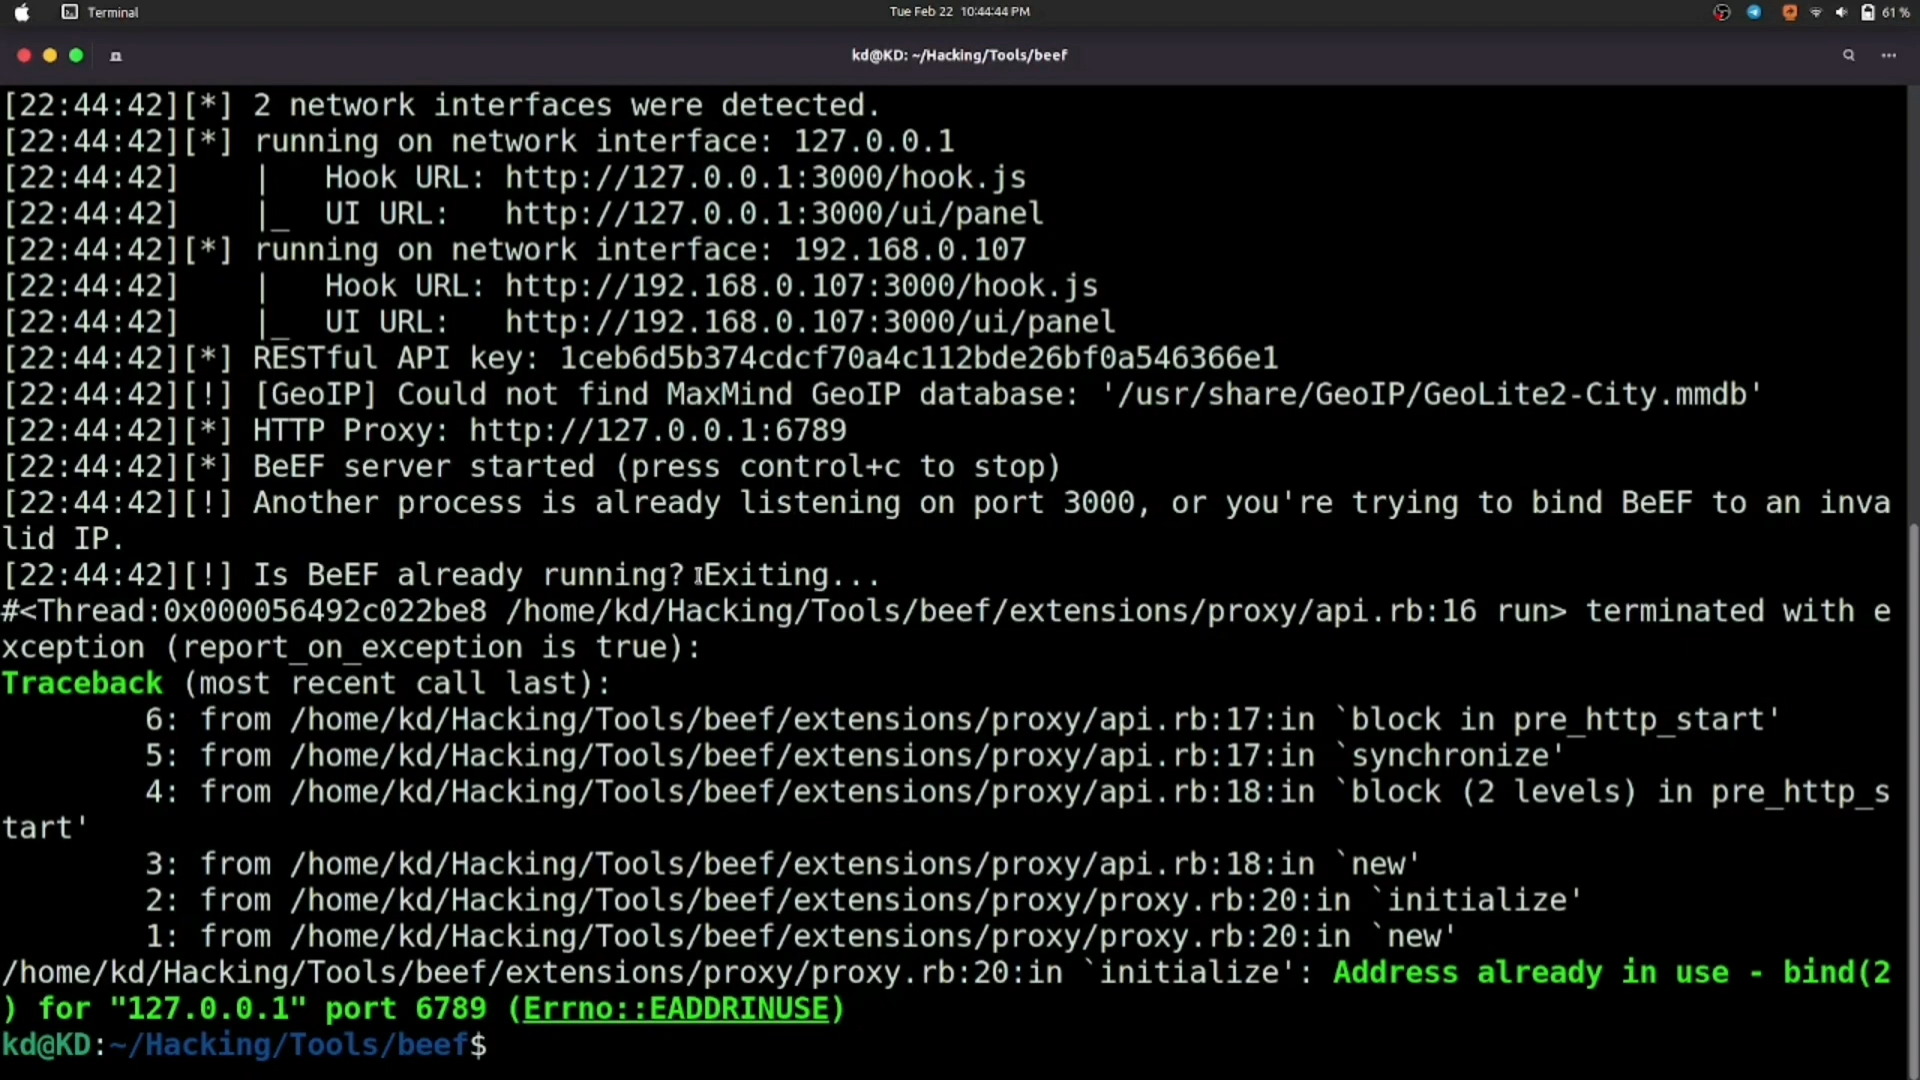 Terminal
Tue Feb 22 10:44:44 PM
61 %
kd@KD: ~/Hacking/Tools/beef
[22:44:42][*] 2 network interfaces were detected.
[22:44:42][*] running on network interface: 127.0.0.1
[22:44:42]    |   Hook URL: http://127.0.0.1:3000/hook.js
[22:44:42]    |_  UI URL:   http://127.0.0.1:3000/ui/panel
[22:44:42][*] running on network interface: 192.168.0.107
[22:44:42]    |   Hook URL: http://192.168.0.107:3000/hook.js
[22:44:42]    |_  UI URL:   http://192.168.0.107:3000/ui/panel
[22:44:42][*] RESTful API key: 1ceb6d5b374cdcf70a4c112bde26bf0a546366e1
[22:44:42][!] [GeoIP] Could not find MaxMind GeoIP database: '/usr/share/GeoIP/GeoLite2-City.mmdb'
[22:44:42][*] HTTP Proxy: http://127.0.0.1:6789
[22:44:42][*] BeEF server started (press control+c to stop)
[22:44:42][!] Another process is already listening on port 3000, or you're trying to bind BeEF to an inva
lid IP.
[22:44:42][!] Is BeEF already running? Exiting...
#<Thread:0x000056492c022be8 /home/kd/Hacking/Tools/beef/extensions/proxy/api.rb:16 run> terminated with e
xception (report_on_exception is true):
Traceback (most recent call last):
        6: from /home/kd/Hacking/Tools/beef/extensions/proxy/api.rb:17:in `block in pre_http_start'
        5: from /home/kd/Hacking/Tools/beef/extensions/proxy/api.rb:17:in `synchronize'
        4: from /home/kd/Hacking/Tools/beef/extensions/proxy/api.rb:18:in `block (2 levels) in pre_http_s
tart'
        3: from /home/kd/Hacking/Tools/beef/extensions/proxy/api.rb:18:in `new'
        2: from /home/kd/Hacking/Tools/beef/extensions/proxy/proxy.rb:20:in `initialize'
        1: from /home/kd/Hacking/Tools/beef/extensions/proxy/proxy.rb:20:in `new'
/home/kd/Hacking/Tools/beef/extensions/proxy/proxy.rb:20:in `initialize': Address already in use - bind(2
) for "127.0.0.1" port 6789 (Errno::EADDRINUSE)
kd@KD:~/Hacking/Tools/beef$